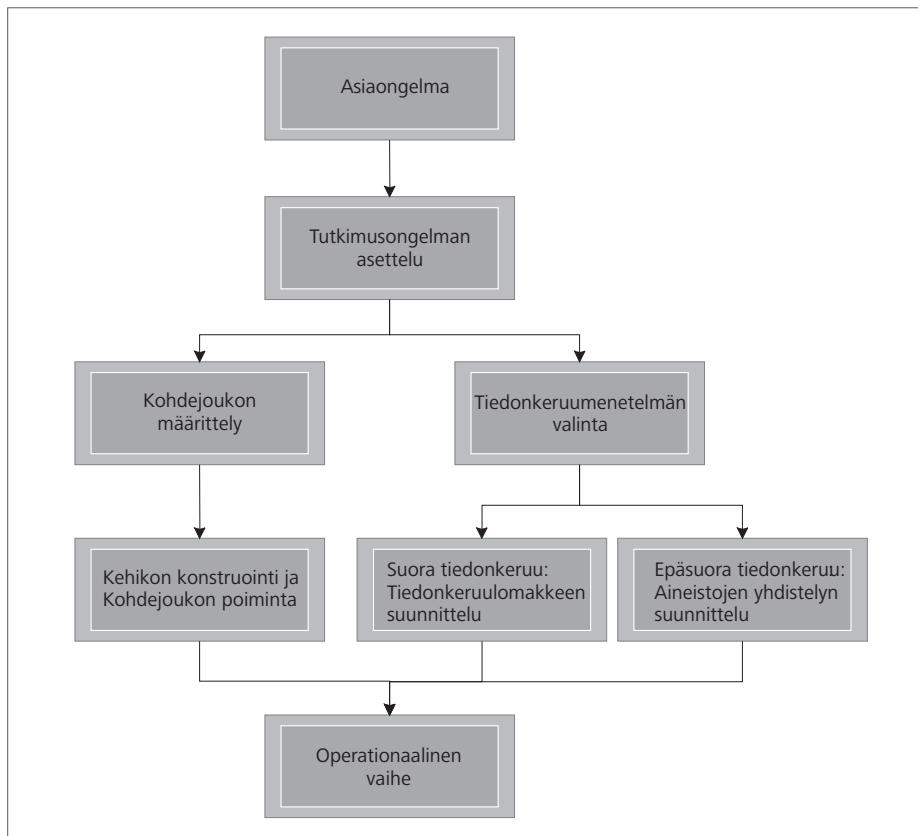 Asiaongelma
Tutkimusongelman
asettelu
Kohdejoukon
määrittely
Tiedonkeruumenetelmän
valinta
Kehikon konstruointi ja
Kohdejoukon poiminta
Suora tiedonkeruu:
Tiedonkeruulomakkeen
suunnittelu
Epäsuora tiedonkeruu:
Aineistojen yhdistelyn
suunnittelu
Operationaalinen
vaihe